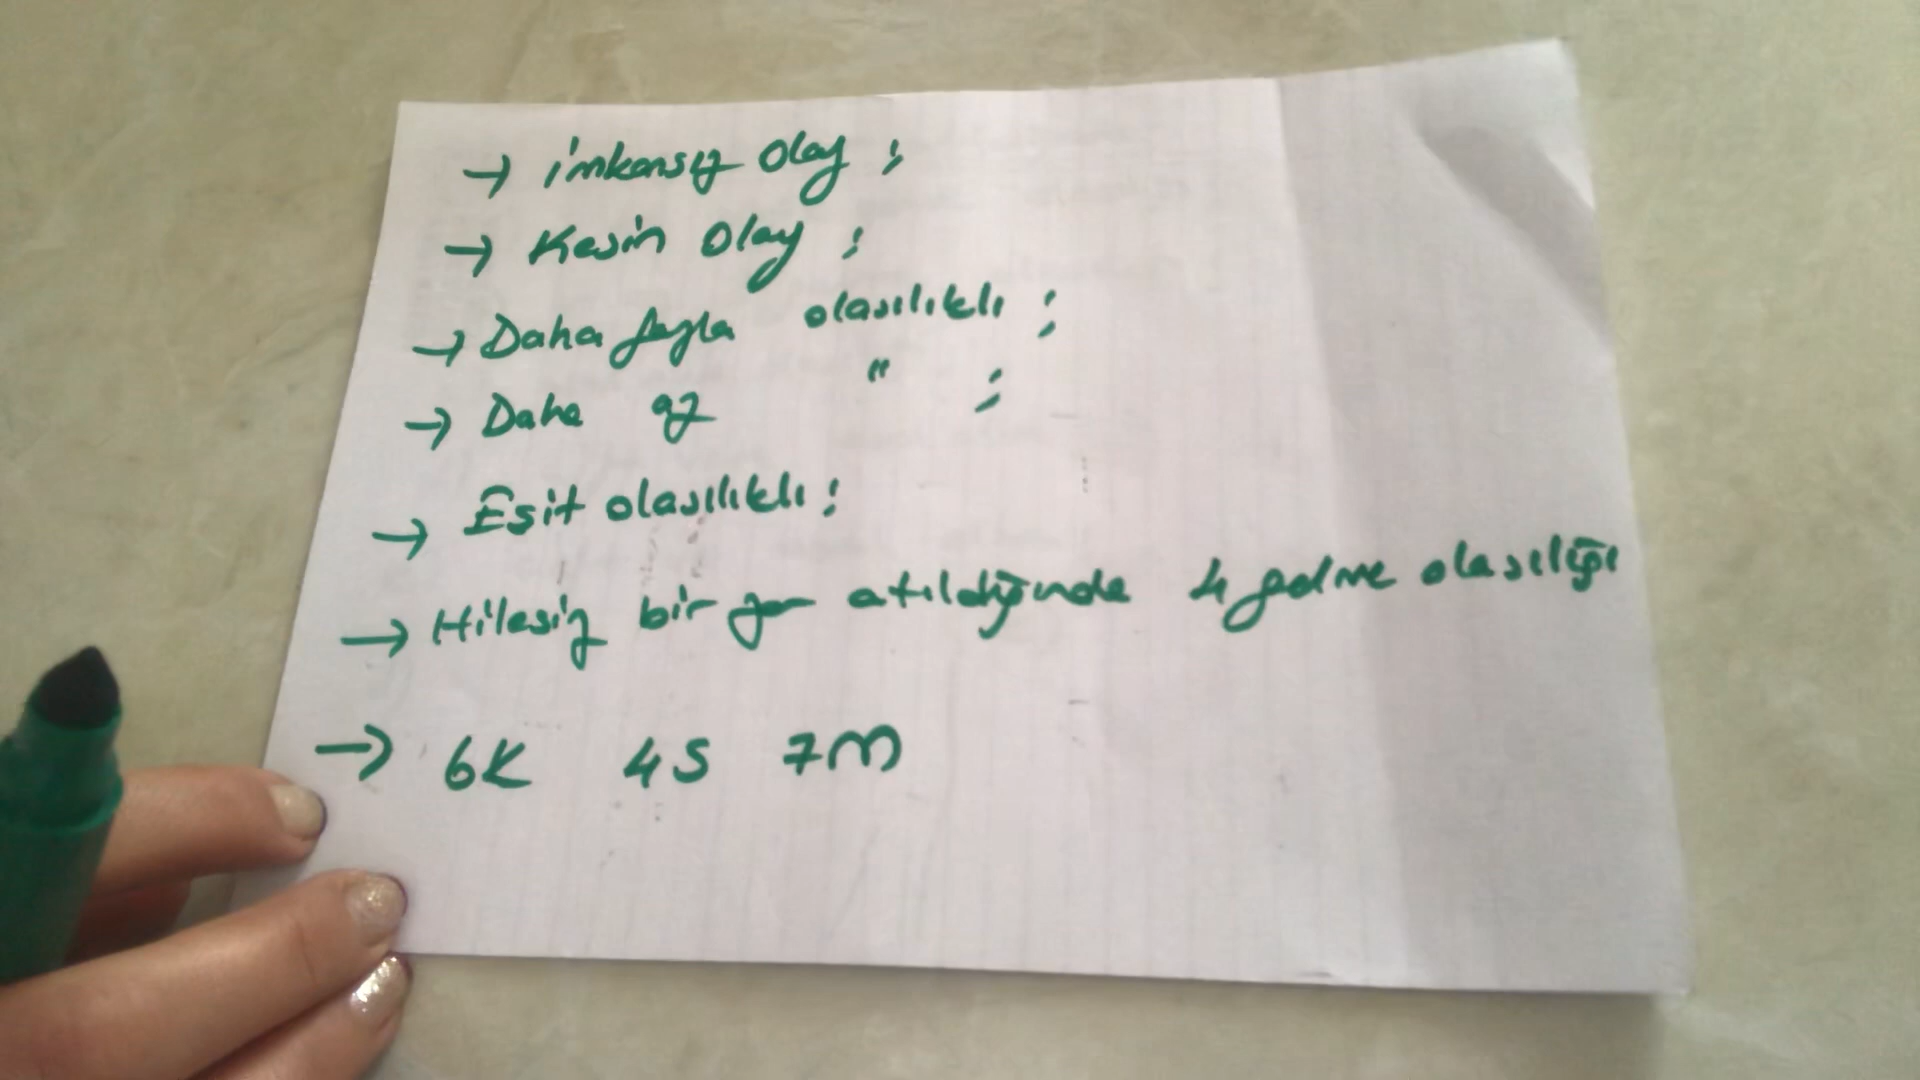 → imkansız Olay ;
→ Kesin Olay ;
→ Daha fazla olasılıklı ;
→ Daha az " ;
→ Eşit olasılıklı ;
→ Hilesiz bir zar atıldığında 4 gelme olasılığı
→ 6K 4S 7M